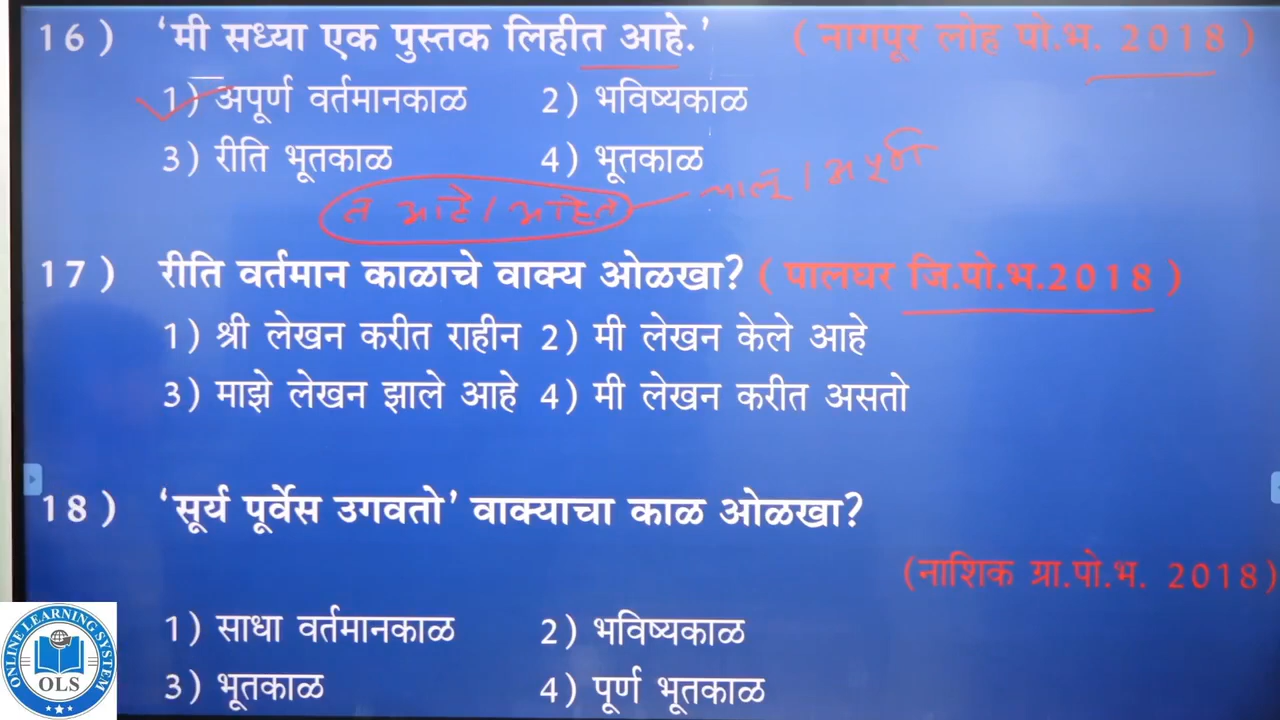 16) ‘मी सध्या एक पुस्तक लिहीत आहे.’ (नागपूर लोह पो.भ. 2018)
1) अपूर्ण वर्तमानकाळ 2) भविष्यकाळ
3) रीति भूतकाळ 4) भूतकाळ
त आहे / आहेत चालू / अपूर्ण
17) रीति वर्तमान काळाचे वाक्य ओळखा? (पालघर जि.पो.भ.2018)
1) श्री लेखन करीत राहीन 2) मी लेखन केले आहे
3) माझे लेखन झाले आहे 4) मी लेखन करीत असतो
18) ‘सूर्य पूर्वेस उगवतो’ वाक्याचा काळ ओळखा?
(नाशिक ग्रा.पो.भ. 2018)
1) साधा वर्तमानकाळ 2) भविष्यकाळ
3) भूतकाळ 4) पूर्ण भूतकाळ
ONLINE LEARNING SYSTEM
OLS